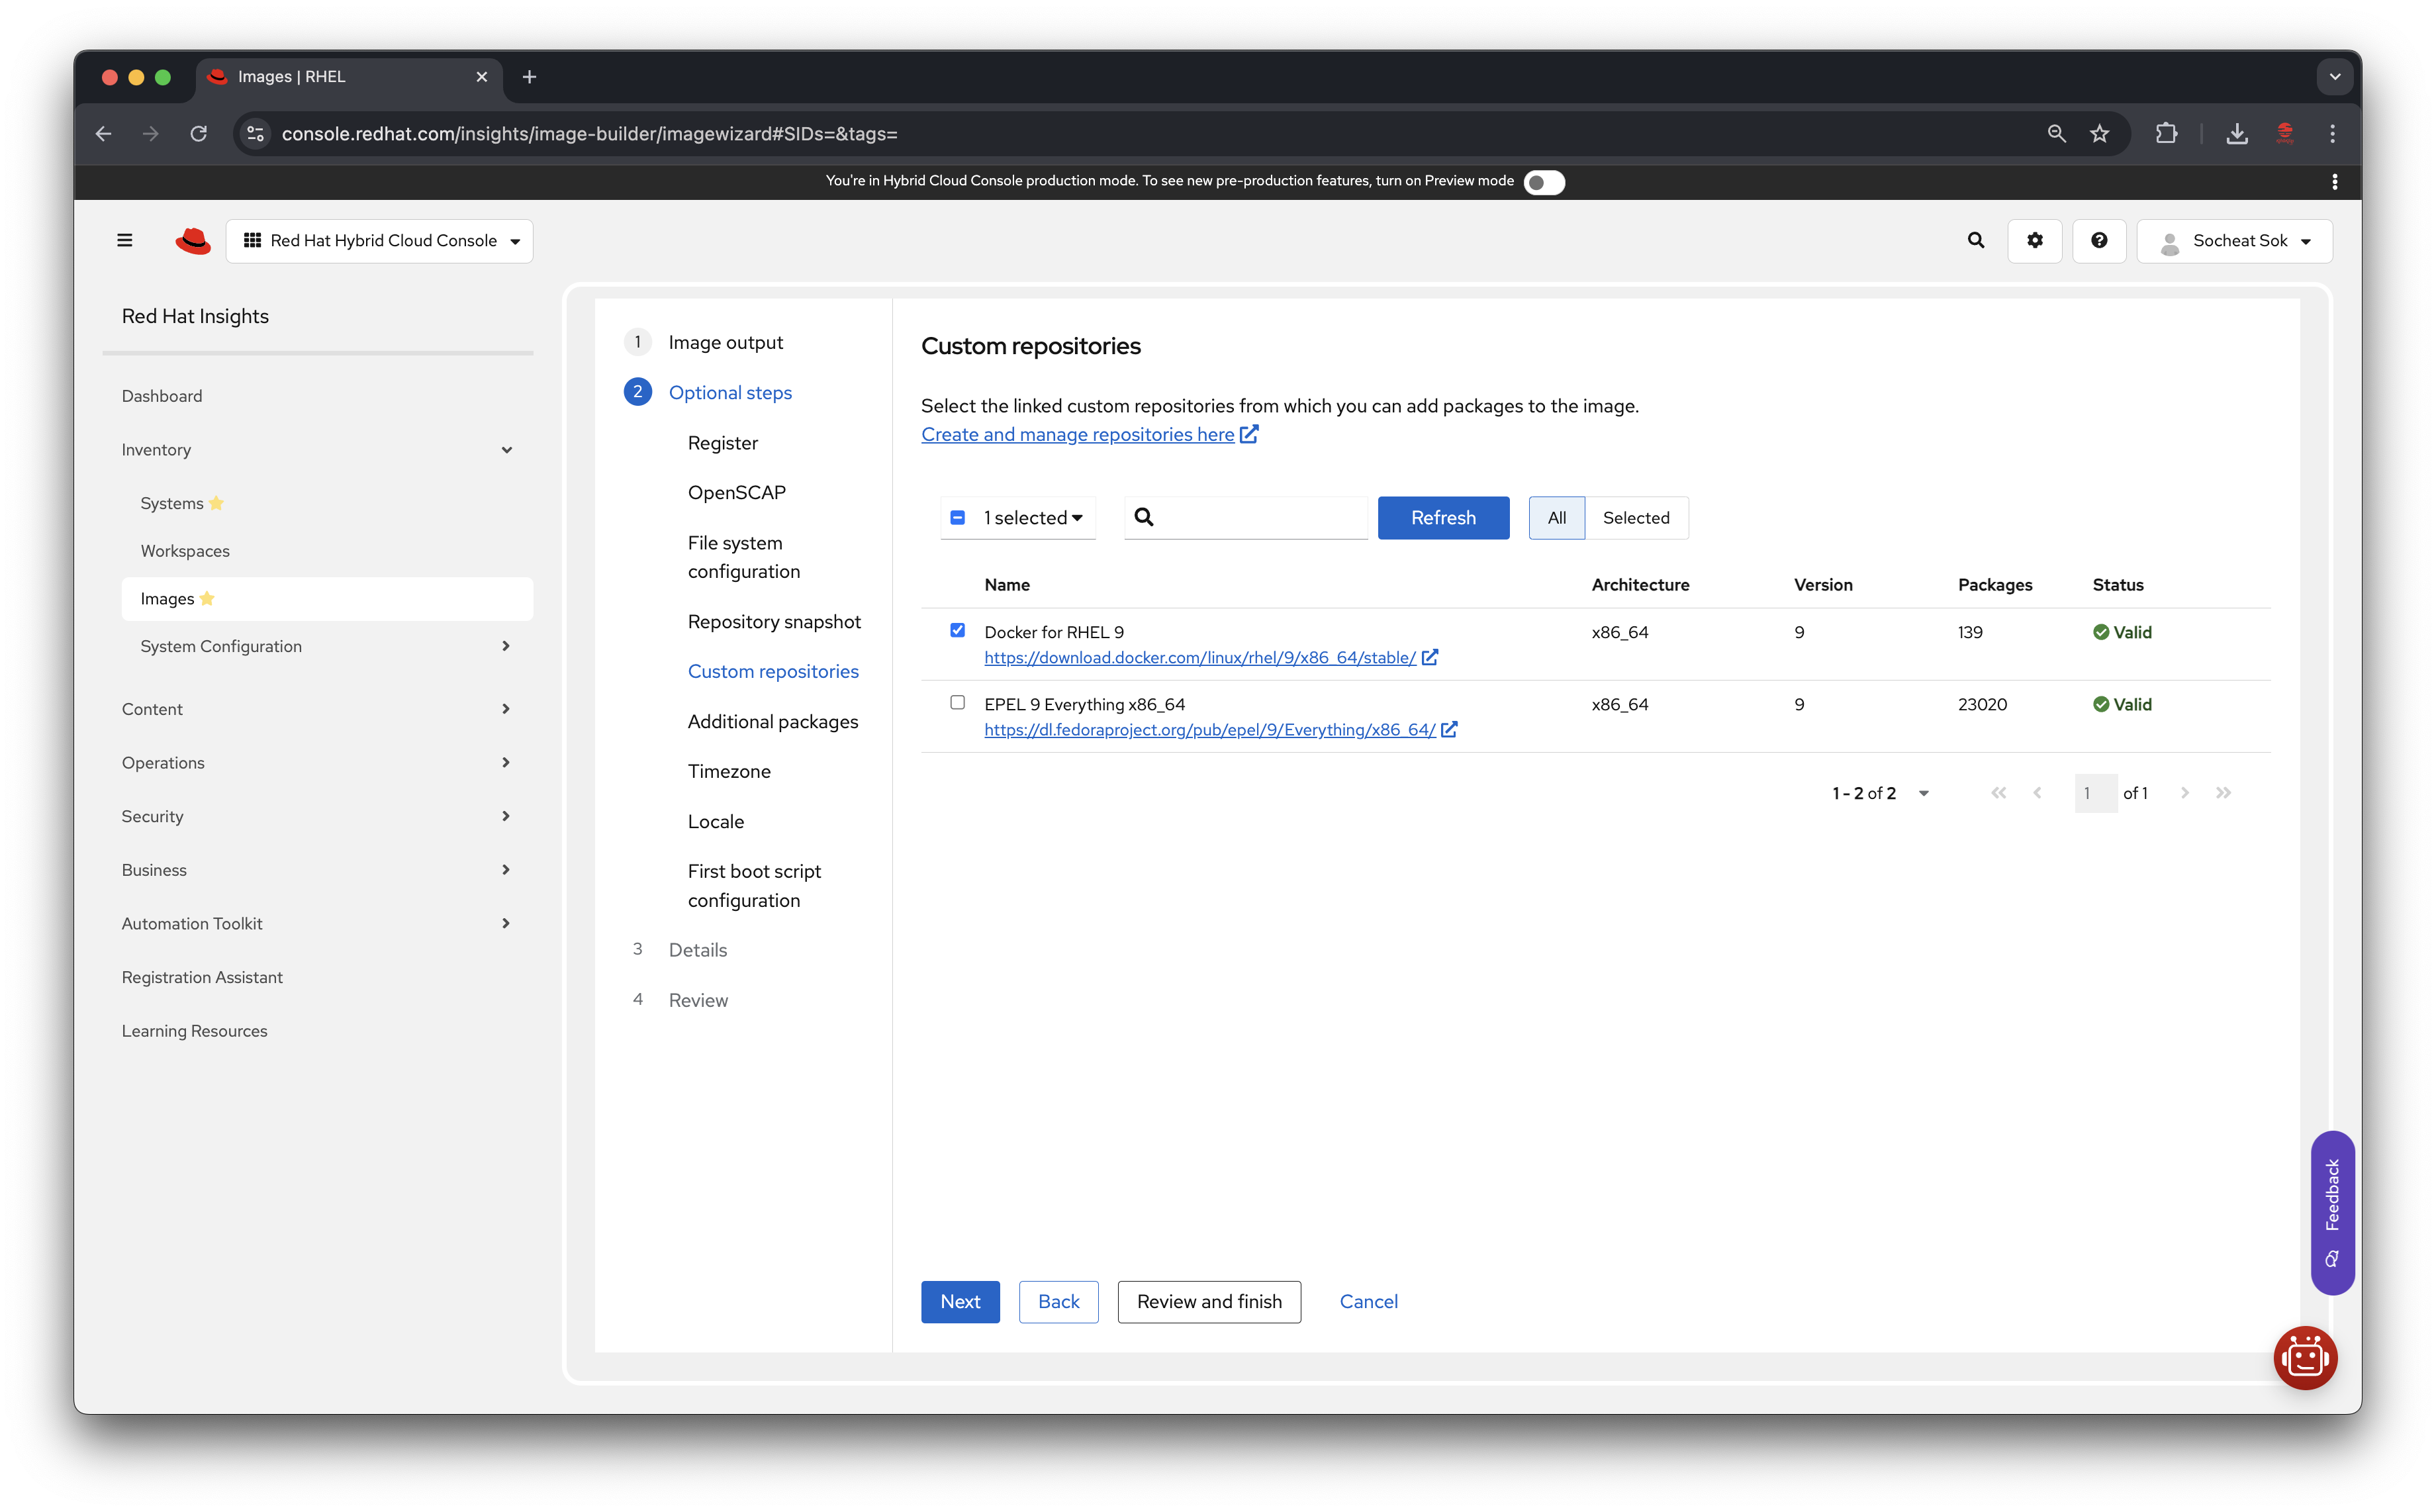 Images | RHEL
console.redhat.com/insights/image-builder/imagewizard#SIDs=&tags=
You're in Hybrid Cloud Console production mode. To see new pre-production features, turn on Preview mode
Red Hat Hybrid Cloud Console
Socheat Sok
Red Hat Insights
Dashboard
Inventory
Systems
Workspaces
Images
System Configuration
Content
Operations
Security
Business
Automation Toolkit
Registration Assistant
Learning Resources
1 Image output
2 Optional steps
Register
OpenSCAP
File system
configuration
Repository snapshot
Custom repositories
Additional packages
Timezone
Locale
First boot script
configuration
3 Details
4 Review
Custom repositories
Select the linked custom repositories from which you can add packages to the image.
Create and manage repositories here
1 selected Refresh All Selected
Name Architecture Version Packages Status
Docker for RHEL 9 x86_64 9 139 Valid
https://download.docker.com/linux/rhel/9/x86_64/stable/
EPEL 9 Everything x86_64 x86_64 9 23020 Valid
https://dl.fedoraproject.org/pub/epel/9/Everything/x86_64/
1 - 2 of 2 1 of 1
Next Back Review and finish Cancel
Feedback